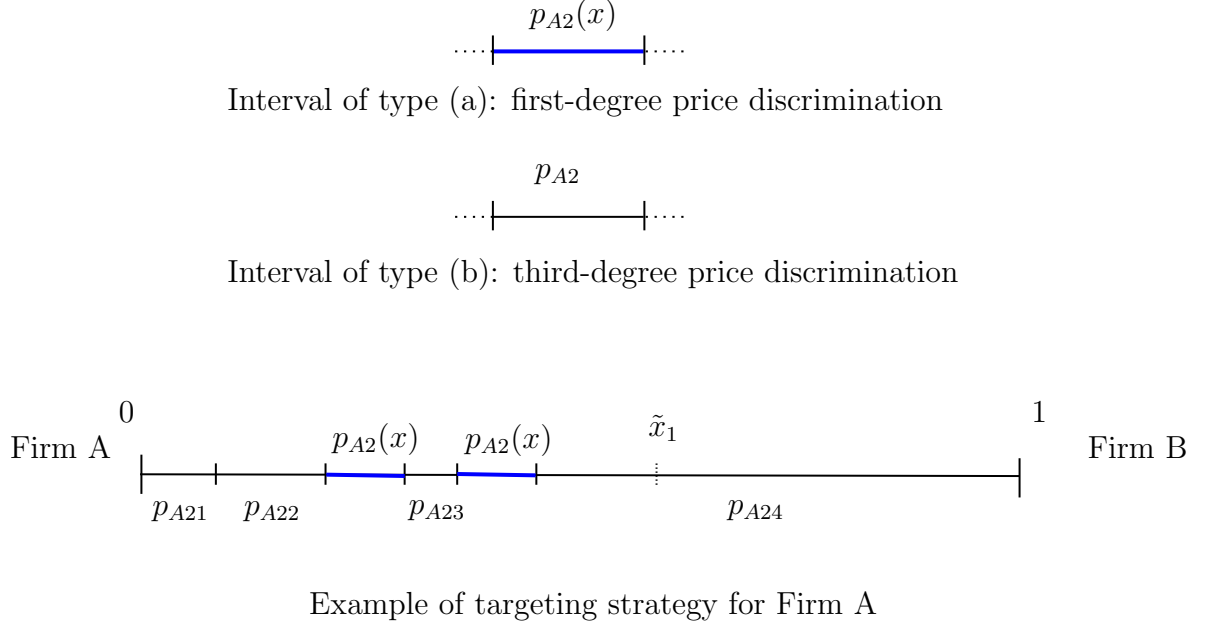 p_{A2}(x)
Interval of type (a): first-degree price discrimination
p_{A2}
Interval of type (b): third-degree price discrimination
0 1
Firm A p_{A2}(x) p_{A2}(x) x̃_1 Firm B
p_{A21} p_{A22} p_{A23} p_{A24}
Example of targeting strategy for Firm A